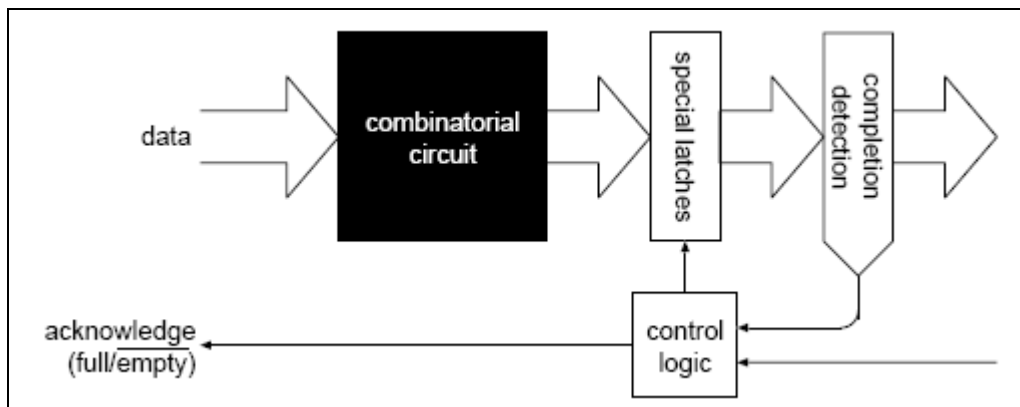 data
combinatorial
circuit
special latches
completion
detection
acknowledge
(full/empty)
control
logic